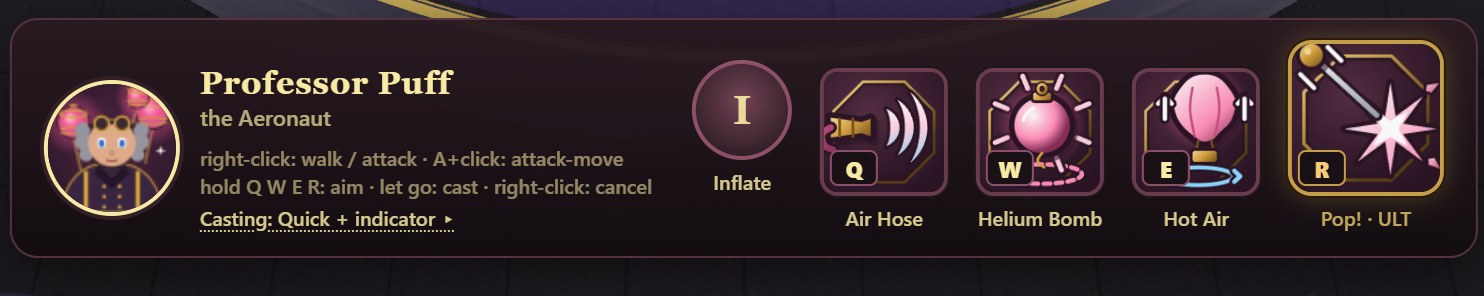 Professor Puff
the Aeronaut
right-click: walk / attack · A+click: attack-move
hold Q W E R: aim · let go: cast · right-click: cancel
Casting: Quick + indicator ▸
I
Inflate
Q
Air Hose
W
Helium Bomb
E
Hot Air
R
Pop! · ULT